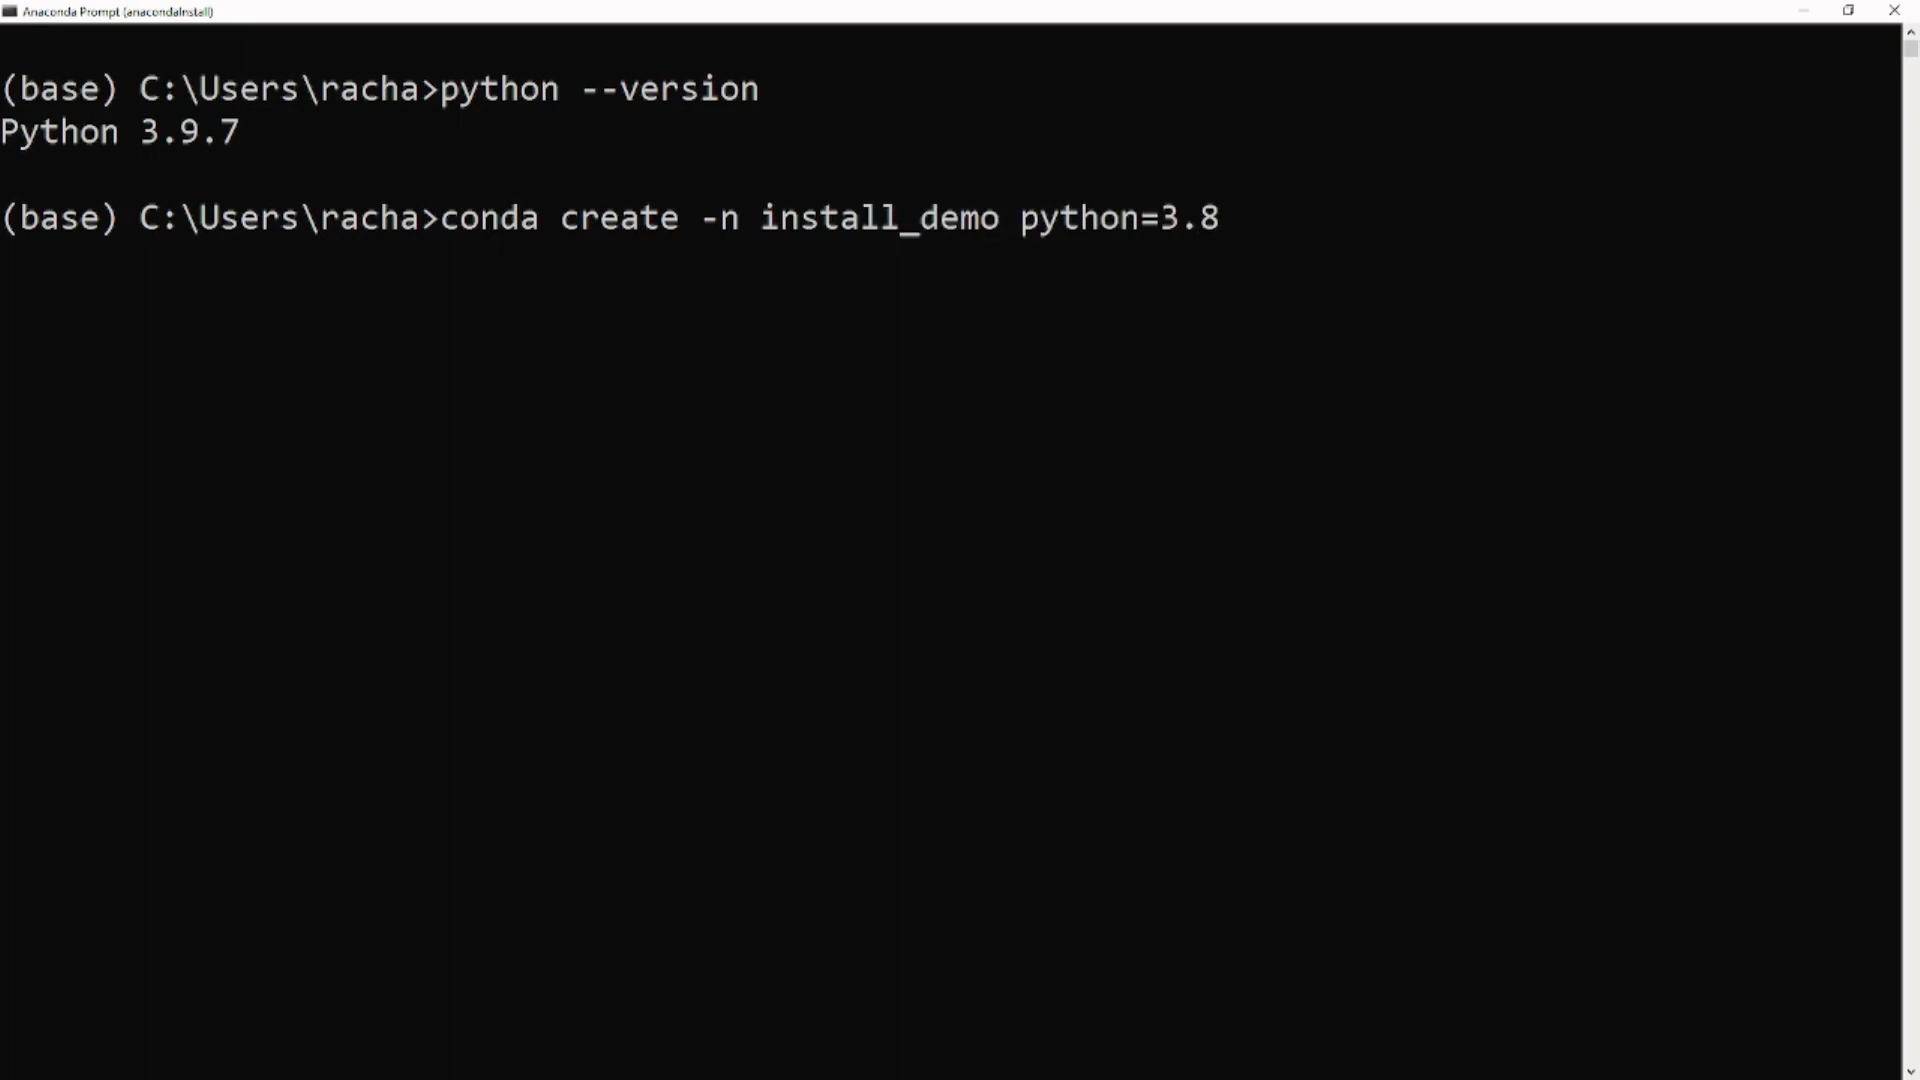 Anaconda Prompt (anacondaInstall)
(base) C:\Users\racha>python --version
Python 3.9.7
(base) C:\Users\racha>conda create -n install_demo python=3.8